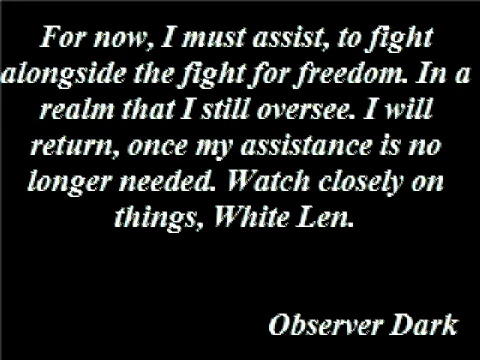 For now, I must assist, to fight
alongside the fight for freedom. In a
realm that I still oversee. I will
return, once my assistance is no
longer needed. Watch closely on
things, White Len.
Observer Dark